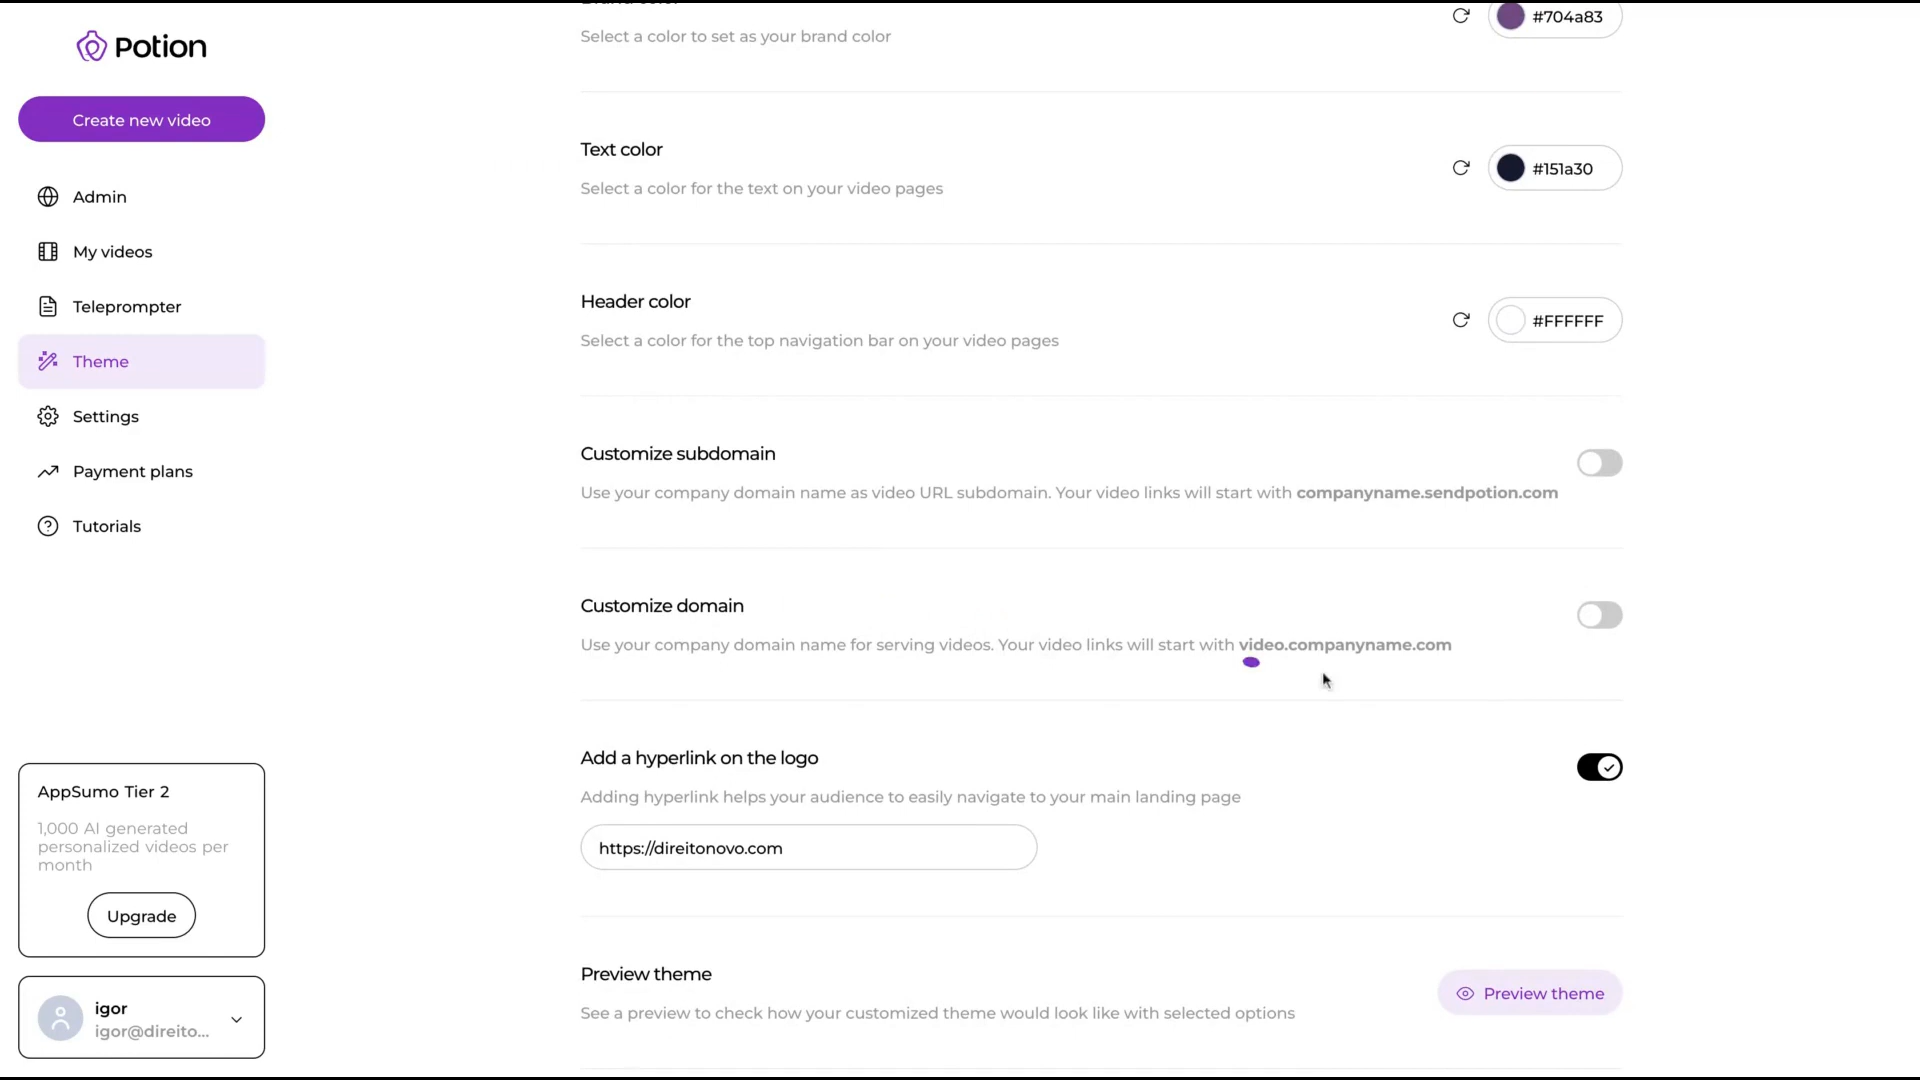 Potion
Create new video
Admin
My videos
Teleprompter
Theme
Settings
Payment plans
Tutorials
AppSumo Tier 2
1,000 AI generated
personalized videos per
month
Upgrade
igor
igor@direito...
Select a color to set as your brand color
#704a83
Text color
Select a color for the text on your video pages
#151a30
Header color
Select a color for the top navigation bar on your video pages
#FFFFFF
Customize subdomain
Use your company domain name as video URL subdomain. Your video links will start with companyname.sendpotion.com
Customize domain
Use your company domain name for serving videos. Your video links will start with video.companyname.com
Add a hyperlink on the logo
Adding hyperlink helps your audience to easily navigate to your main landing page
https://direitonovo.com
Preview theme
See a preview to check how your customized theme would look like with selected options
Preview theme